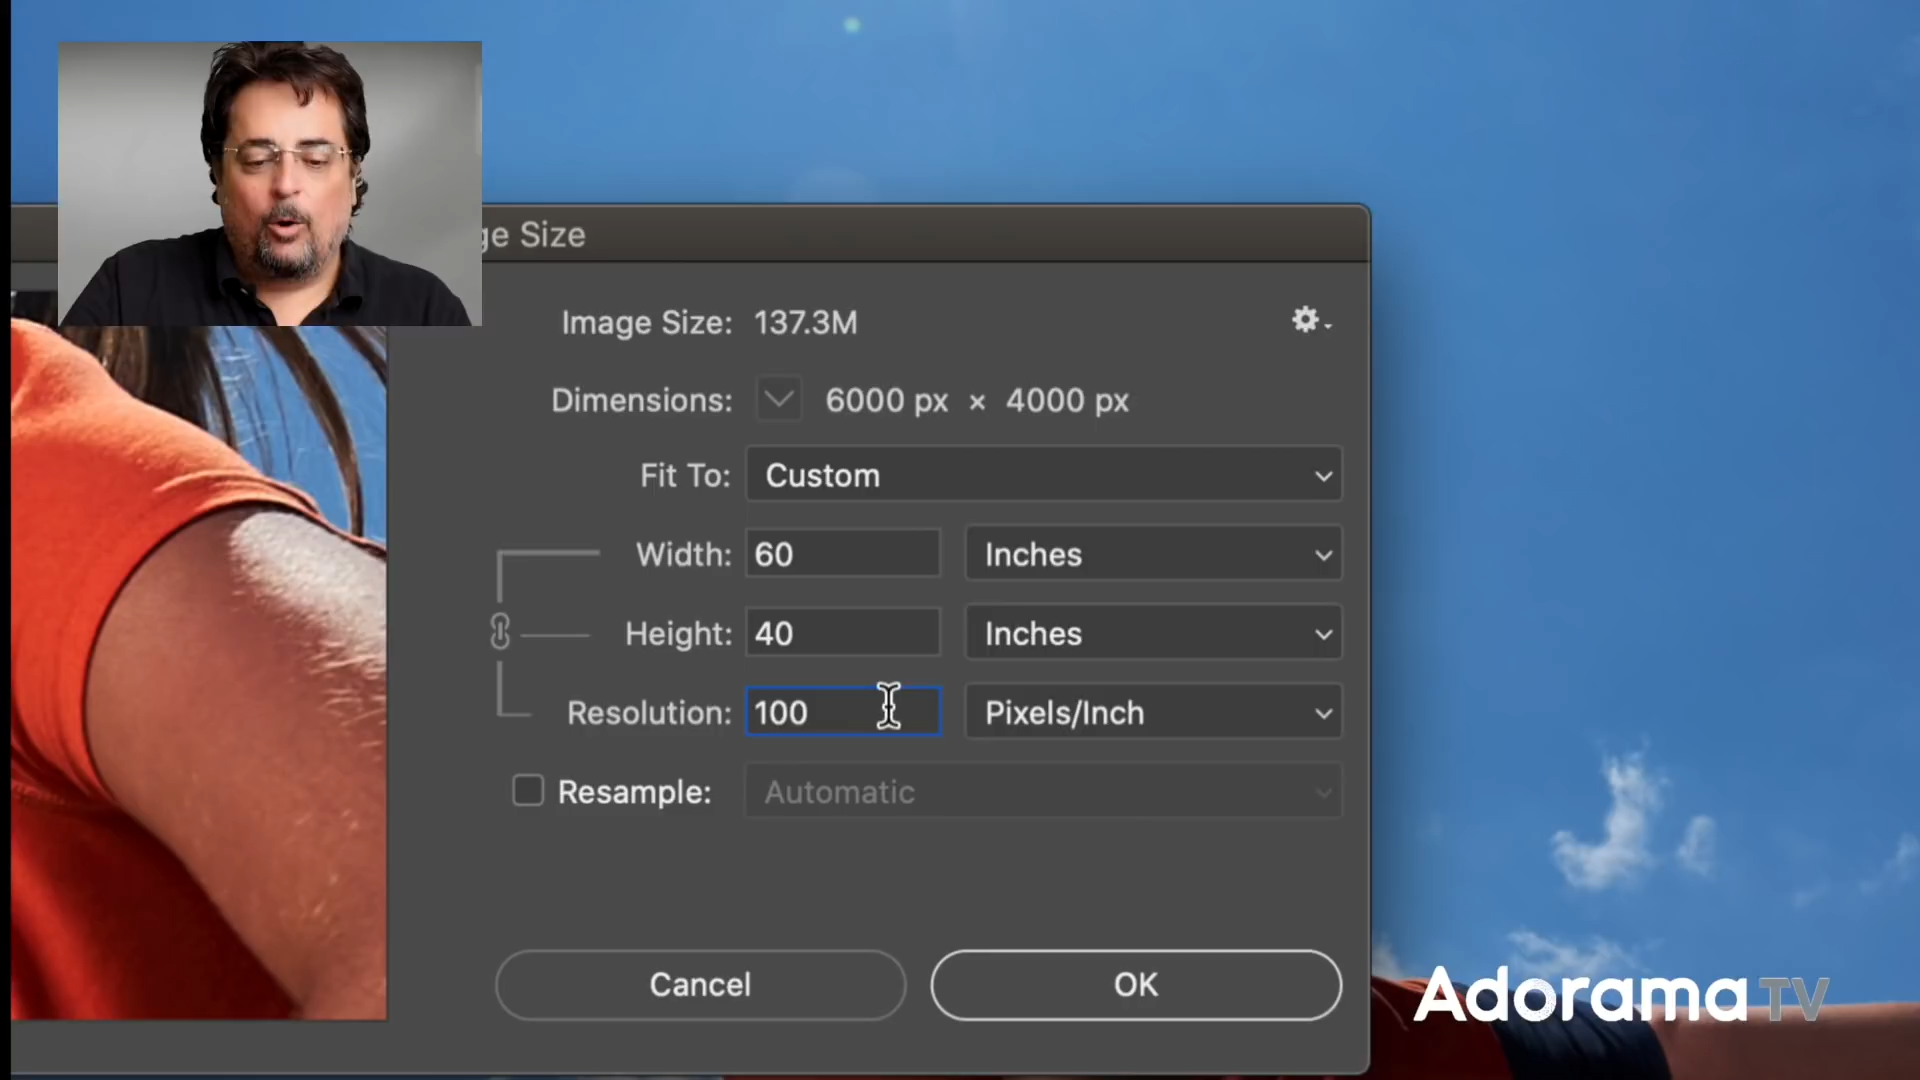 ge Size
Image Size: 137.3M
Dimensions: 6000 px × 4000 px
Fit To: Custom
Width: 60 Inches
Height: 40 Inches
Resolution: 100 Pixels/Inch
Resample: Automatic
Cancel OK
Adorama TV